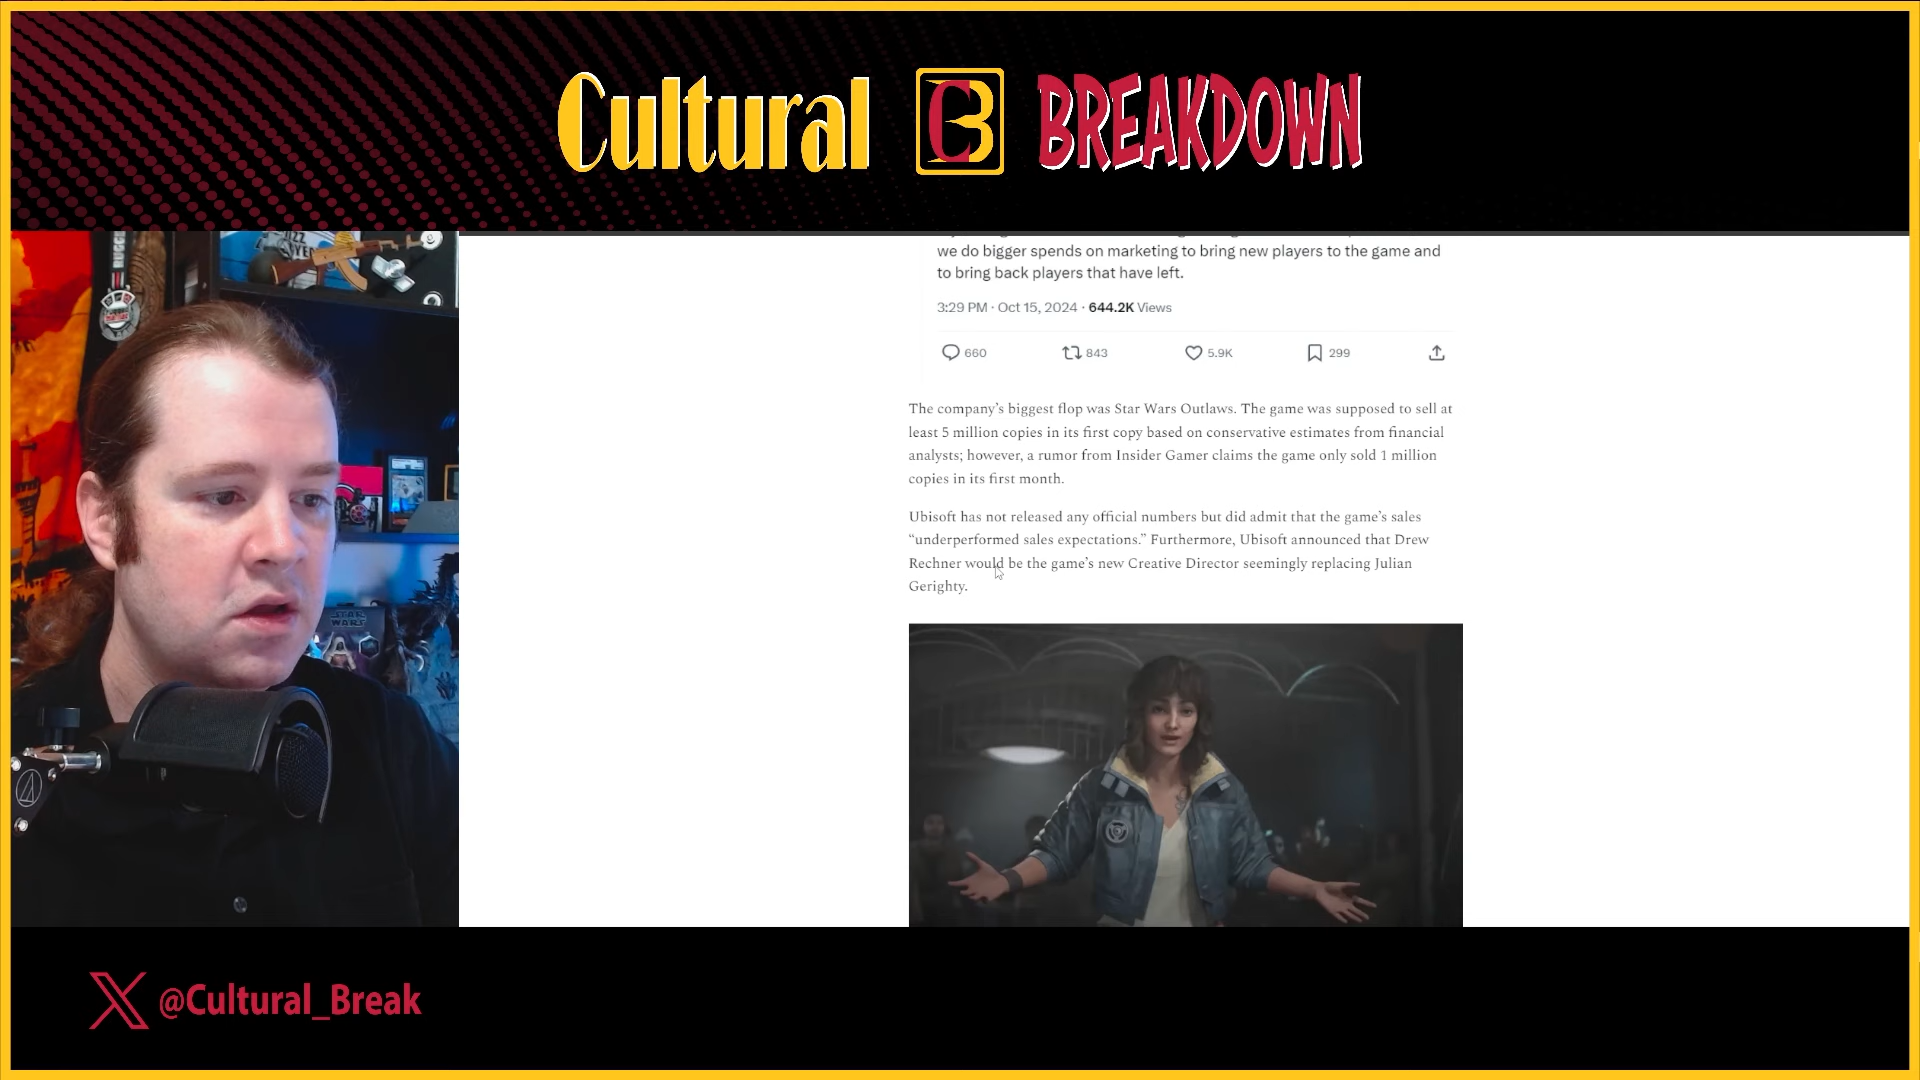 Cultural CB BREAKDOWN
we do bigger spends on marketing to bring new players to the game and
to bring back players that have left.
3:29 PM · Oct 15, 2024 · 644.2K Views
660 843 5.9K 299
The company’s biggest flop was Star Wars Outlaws. The game was supposed to sell at
least 5 million copies in its first copy based on conservative estimates from financial
analysts; however, a rumor from Insider Gamer claims the game only sold 1 million
copies in its first month.
Ubisoft has not released any official numbers but did admit that the game’s sales
“underperformed sales expectations.” Furthermore, Ubisoft announced that Drew
Rechner would be the game’s new Creative Director seemingly replacing Julian
Gerighty.
STAR
WARS
@Cultural_Break